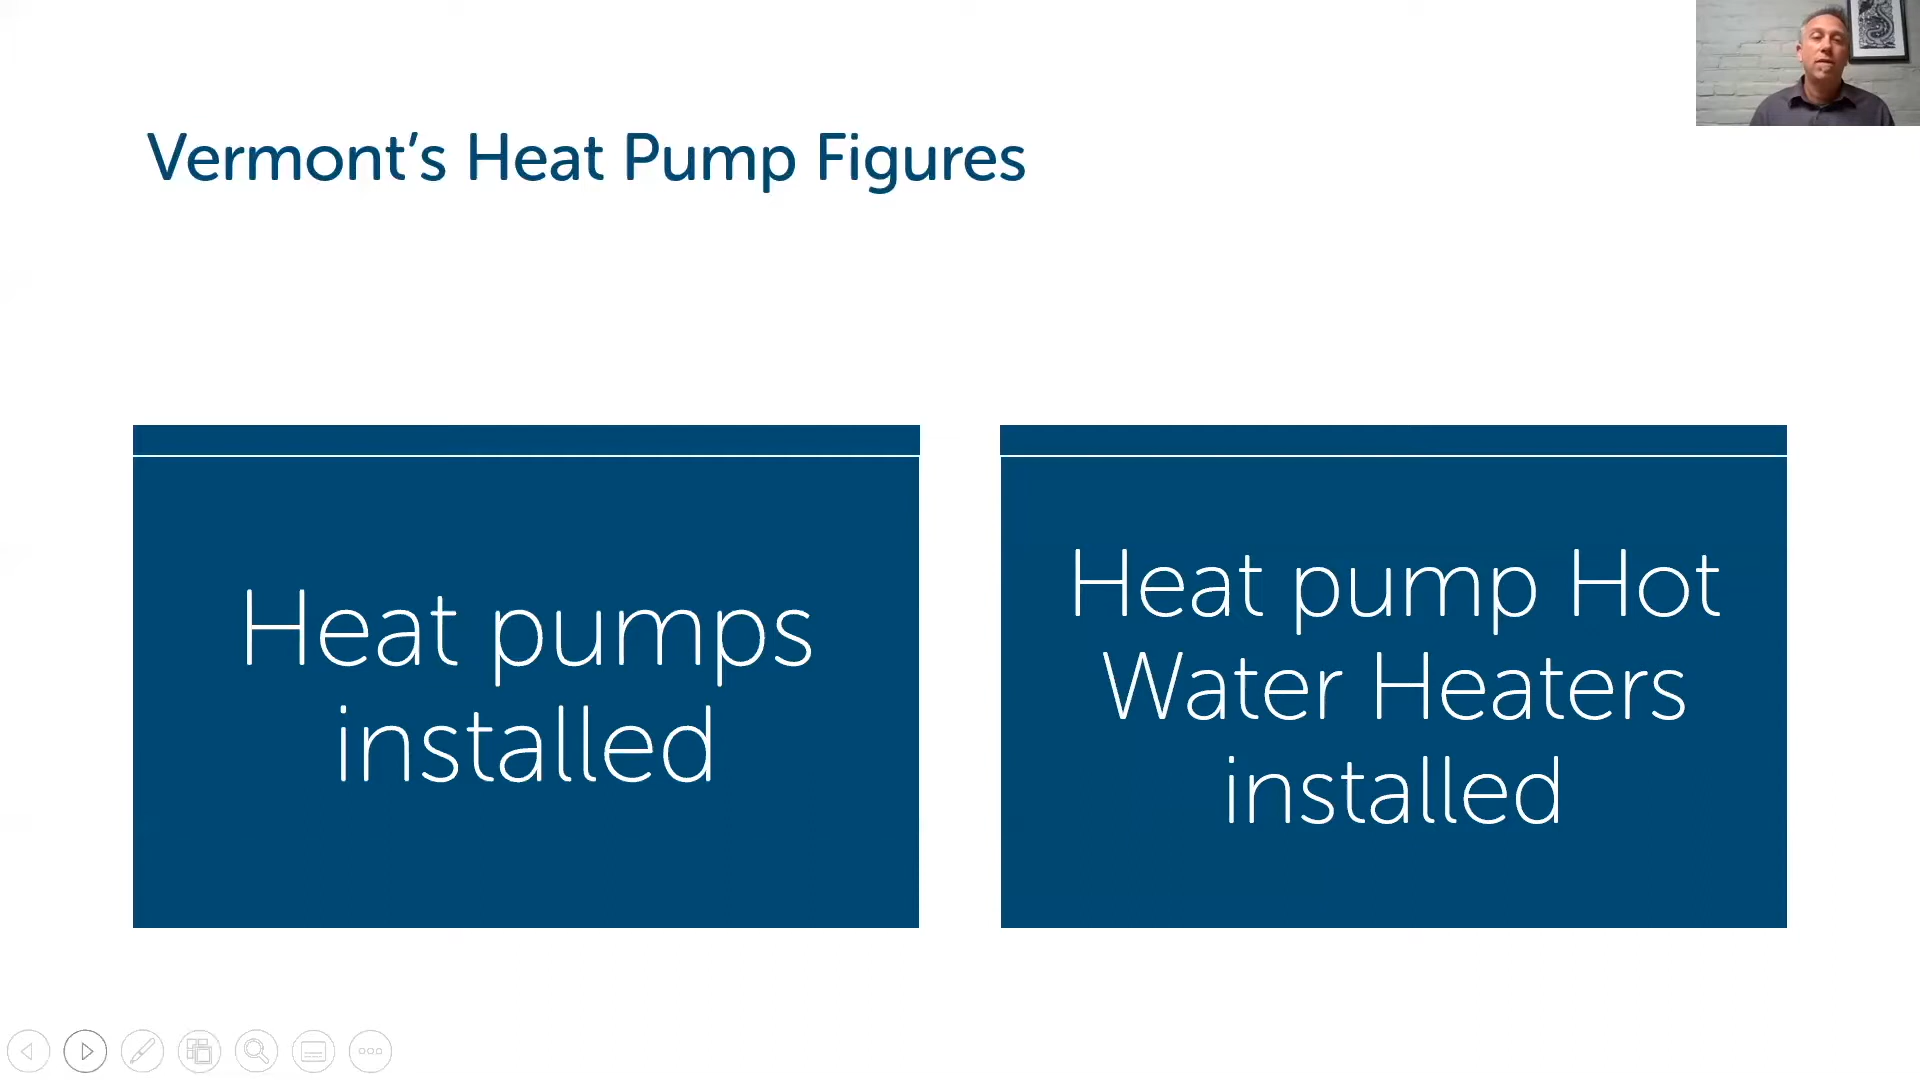 Vermont’s Heat Pump Figures
Heat pumps
installed
Heat pump Hot
Water Heaters
installed